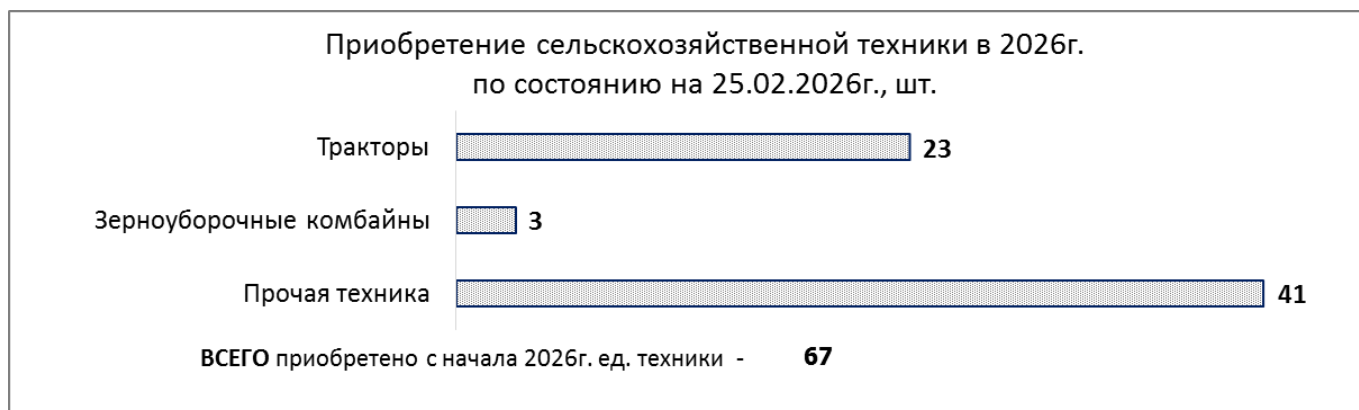 Приобретение сельскохозяйственной техники в 2026г.
по состоянию на 25.02.2026г., шт.
Тракторы 23
Зерноуборочные комбайны 3
Прочая техника 41
ВСЕГО приобретено с начала 2026г. ед. техники - 67